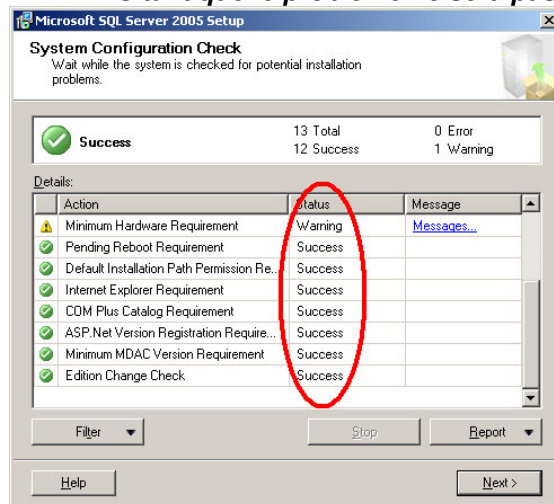 Microsoft SQL Server 2005 Setup
System Configuration Check
Wait while the system is checked for potential installation
problems.
Success
13 Total
0 Error
12 Success
1 Warning
Details:
Action Status Message
Minimum Hardware Requirement Warning Messages...
Pending Reboot Requirement Success
Default Installation Path Permission Re... Success
Internet Explorer Requirement Success
COM Plus Catalog Requirement Success
ASP.Net Version Registration Require... Success
Minimum MDAC Version Requirement Success
Edition Change Check Success
Filter Stop Report
Help Next >